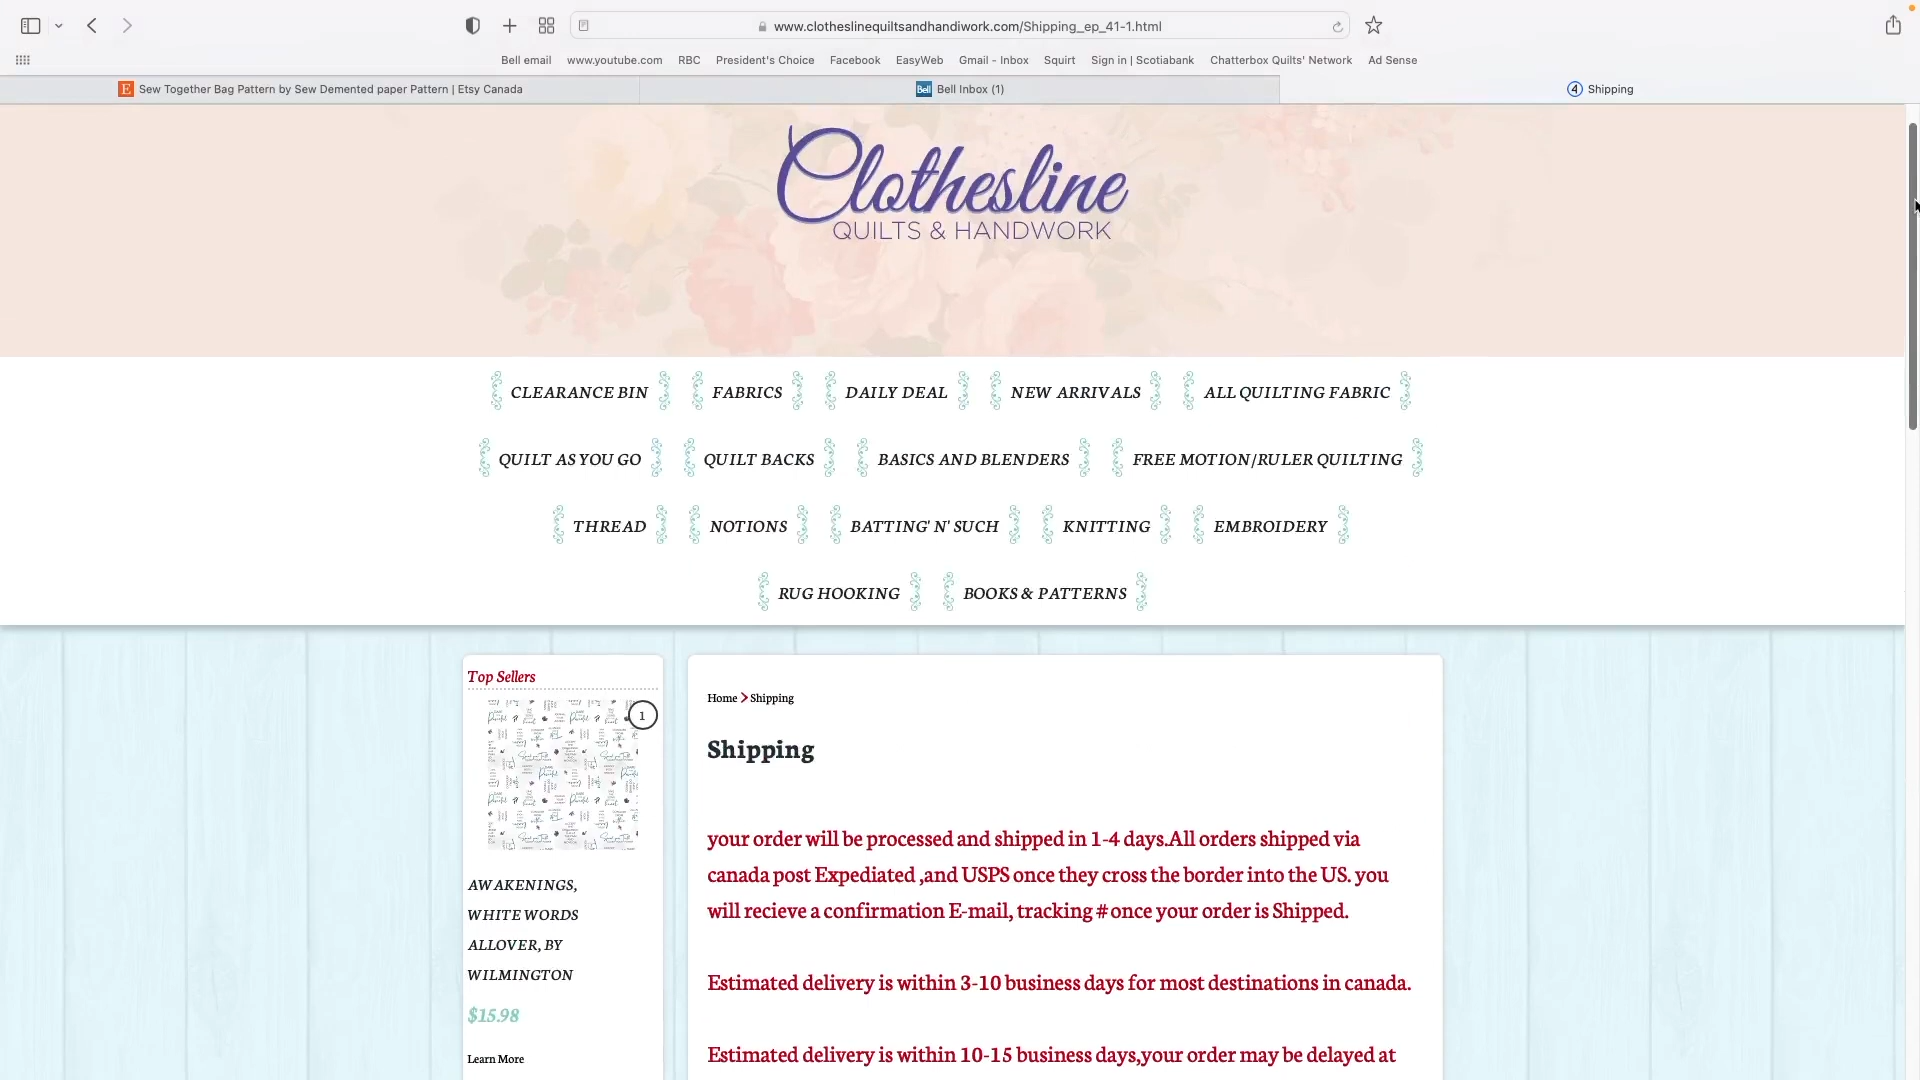 www.clotheslinequiltsandhandiwork.com/Shipping_ep_41-1.html
Bell email www.youtube.com RBC President's Choice Facebook EasyWeb Gmail - Inbox Squirt Sign in | Scotiabank Chatterbox Quilts' Network Ad Sense
E Sew Together Bag Pattern by Sew Demented paper Pattern | Etsy Canada
Bell Bell Inbox (1)
4 Shipping
Clothesline
QUILTS & HANDWORK
CLEARANCE BIN FABRICS DAILY DEAL NEW ARRIVALS ALL QUILTING FABRIC
QUILT AS YOU GO QUILT BACKS BASICS AND BLENDERS FREE MOTION/RULER QUILTING
THREAD NOTIONS BATTING' N' SUCH KNITTING EMBROIDERY
RUG HOOKING BOOKS & PATTERNS
Top Sellers
1
AWAKENINGS,
WHITE WORDS
ALLOVER, BY
WILMINGTON
$15.98
Learn More
Home > Shipping
Shipping
your order will be processed and shipped in 1-4 days.All orders shipped via
canada post Expediated ,and USPS once they cross the border into the US. you
will recieve a confirmation E-mail, tracking # once your order is Shipped.
Estimated delivery is within 3-10 business days for most destinations in canada.
Estimated delivery is within 10-15 business days,your order may be delayed at